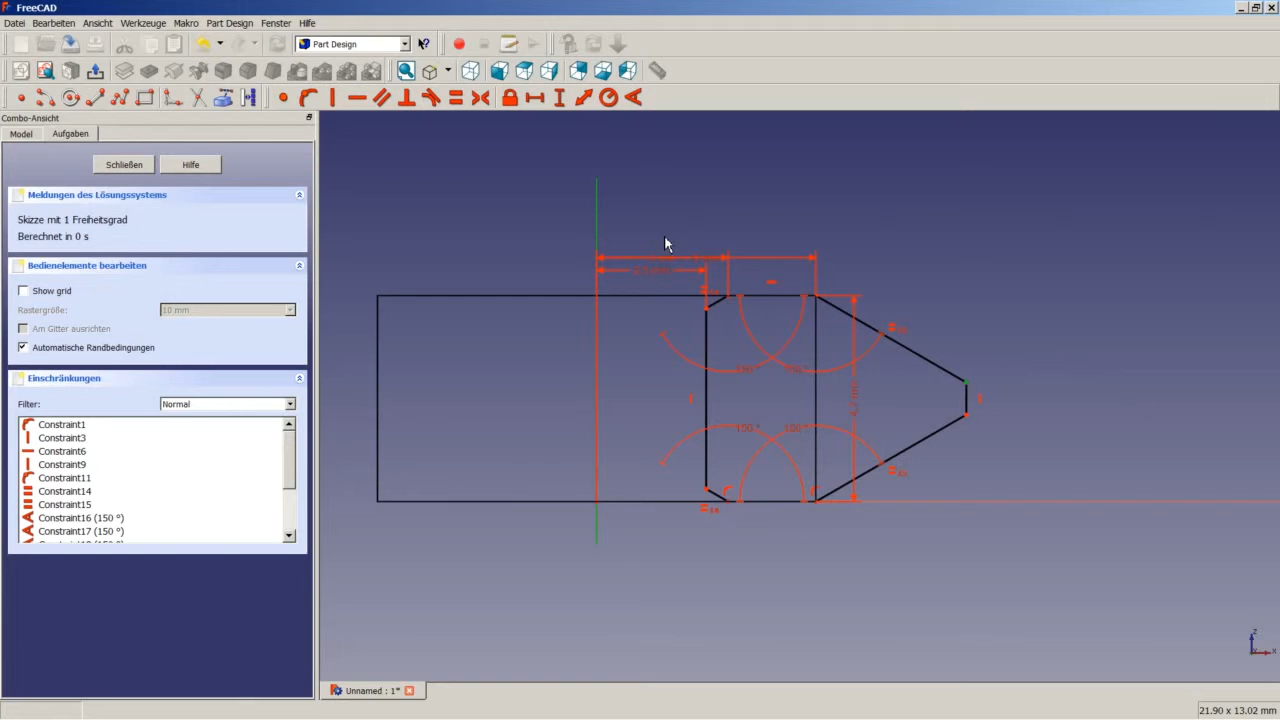 FreeCAD
Datei Bearbeiten Ansicht Werkzeuge Makro Part Design Fenster Hilfe
Part Design
Combo-Ansicht
Model Aufgaben
Schließen Hilfe
Meldungen des Lösungssystems
Skizze mit 1 Freiheitsgrad
Berechnet in 0 s
Bedienelemente bearbeiten
Show grid
Rastergröße: 10 mm
Am Gitter ausrichten
Automatische Randbedingungen
Einschränkungen
Filter: Normal
Constraint1
Constraint3
Constraint6
Constraint9
Constraint11
Constraint14
Constraint15
Constraint16 (150 °)
Constraint17 (150 °)
Unnamed : 1*
21.90 x 13.02 mm